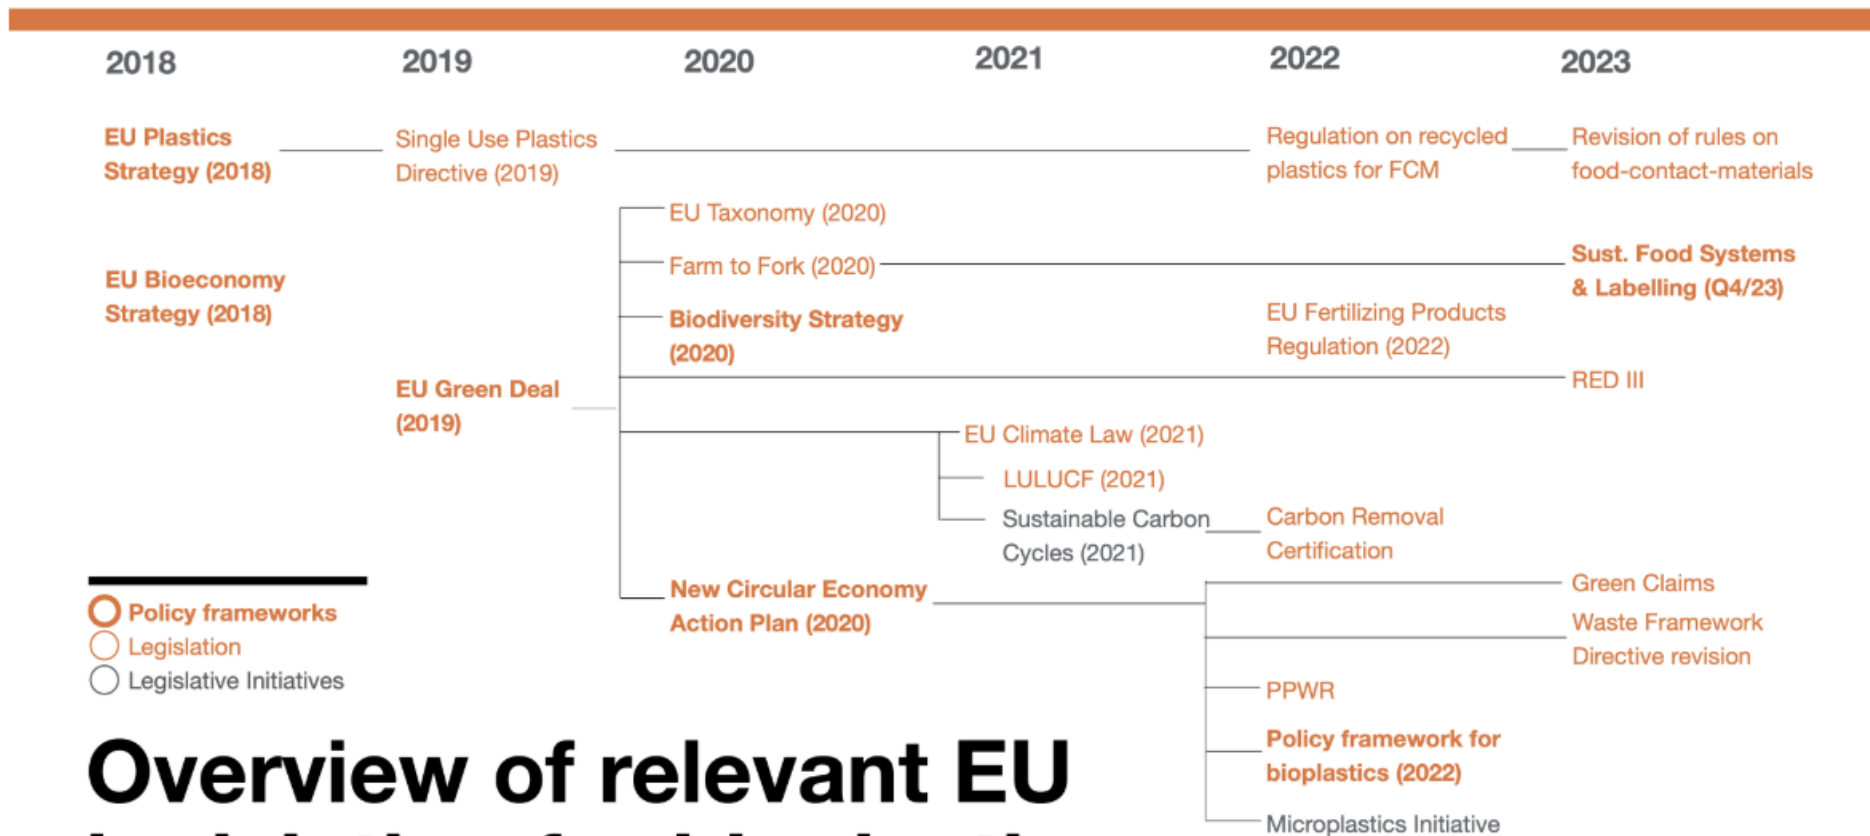 2018 2019 2020 2021 2022 2023
EU Plastics
Strategy (2018)
Single Use Plastics
Directive (2019)
Regulation on recycled
plastics for FCM
Revision of rules on
food-contact-materials
EU Taxonomy (2020)
Farm to Fork (2020)
Sust. Food Systems
& Labelling (Q4/23)
EU Bioeconomy
Strategy (2018)
Biodiversity Strategy
(2020)
EU Fertilizing Products
Regulation (2022)
EU Green Deal
(2019)
RED III
EU Climate Law (2021)
LULUCF (2021)
Sustainable Carbon
Cycles (2021)
Carbon Removal
Certification
New Circular Economy
Action Plan (2020)
Green Claims
Waste Framework
Directive revision
PPWR
Policy framework for
bioplastics (2022)
Microplastics Initiative
Policy frameworks
Legislation
Legislative Initiatives
Overview of relevant EU